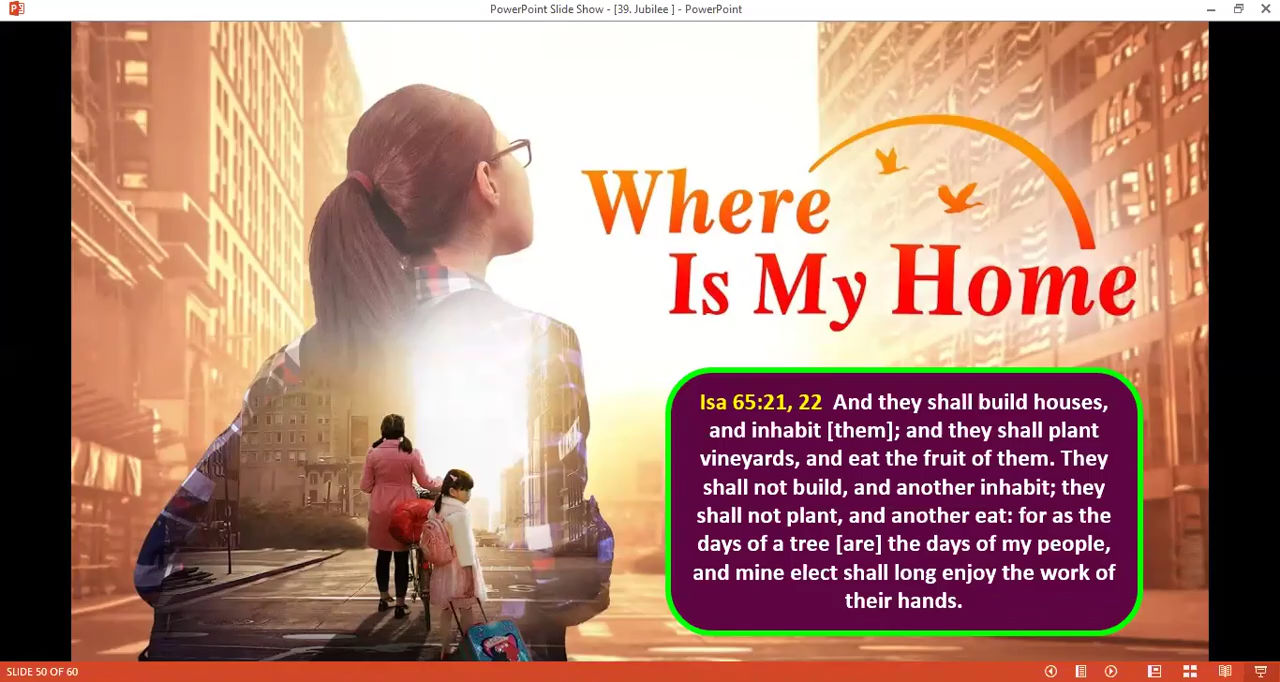 PowerPoint Slide Show - [39. Jubilee ] - PowerPoint
Where
Is My Home
Isa 65:21, 22 And they shall build houses,
and inhabit [them]; and they shall plant
vineyards, and eat the fruit of them. They
shall not build, and another inhabit; they
shall not plant, and another eat: for as the
days of a tree [are] the days of my people,
and mine elect shall long enjoy the work of
their hands.
SLIDE 50 OF 60